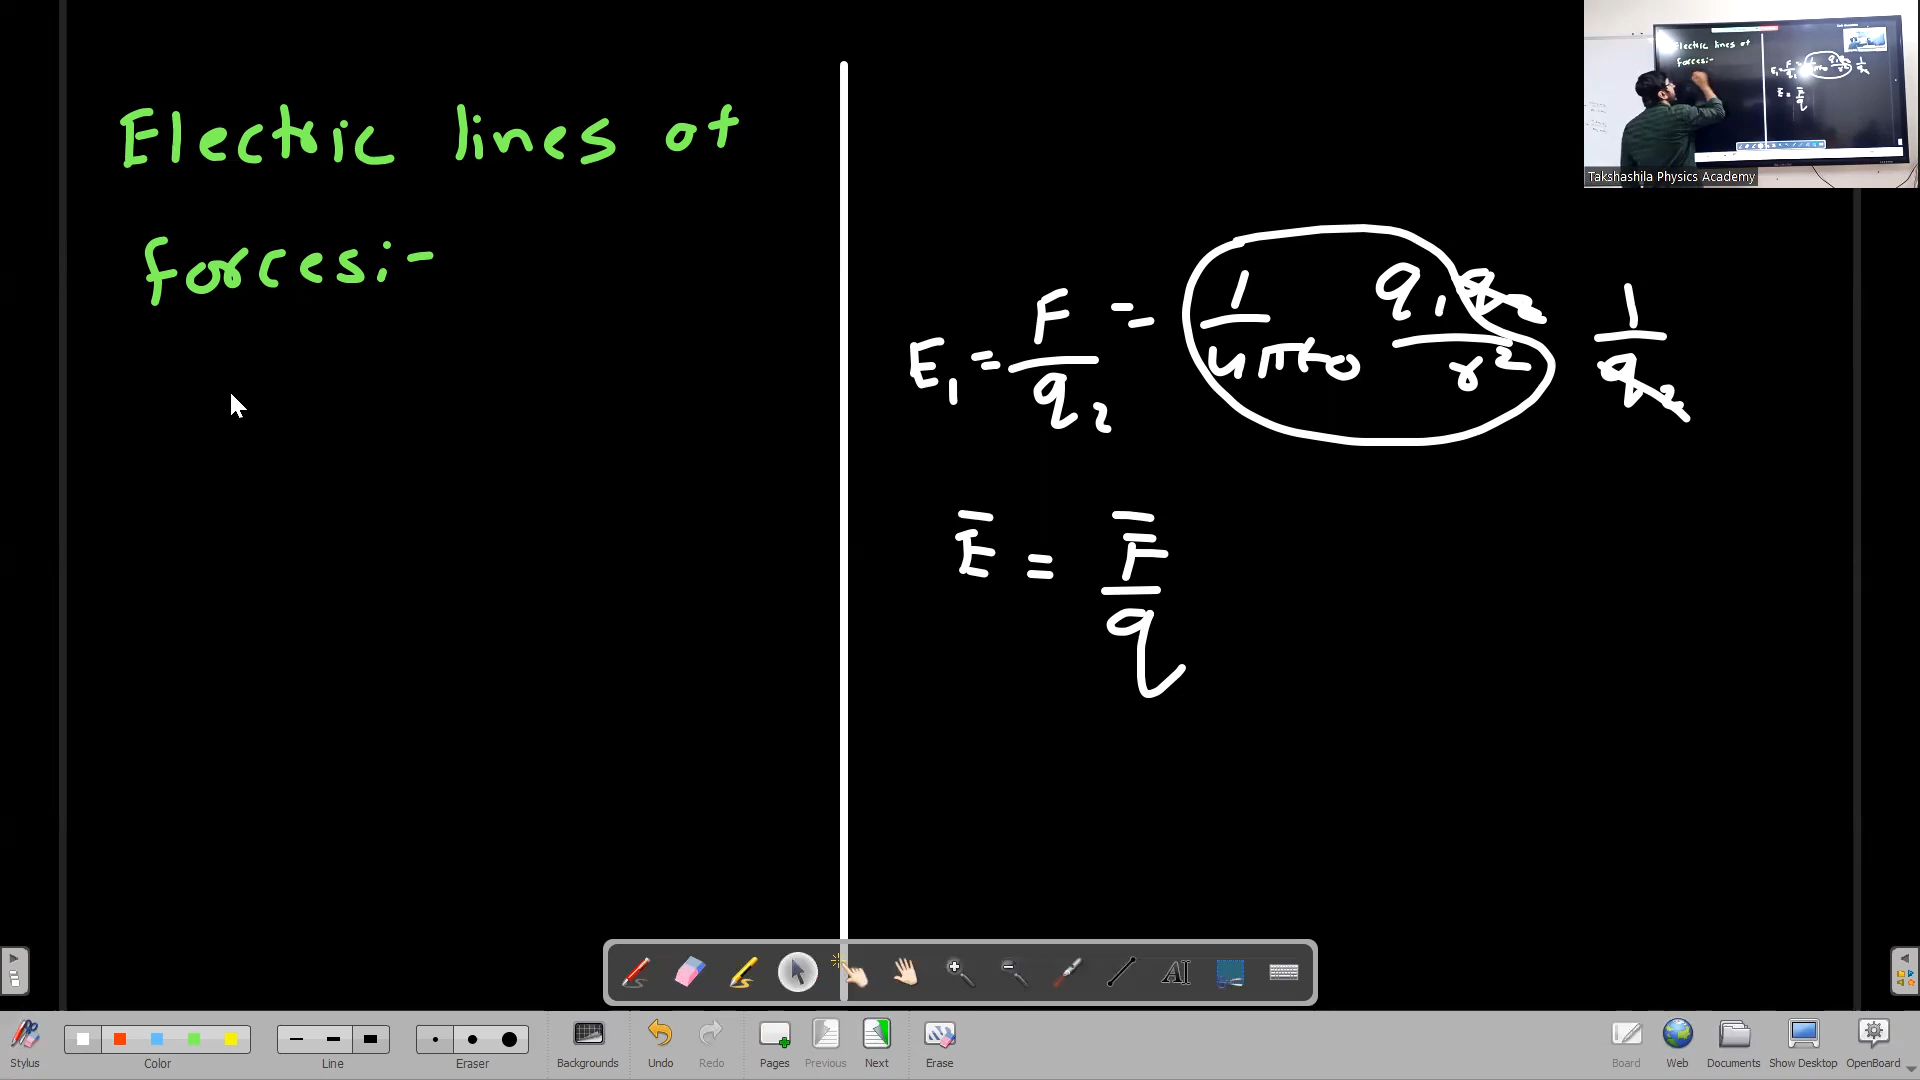 Electric lines of
forces:-
E₁ = F/q₂ = 1/4πε₀ q₁q₂/r² 1/q₂
E̅ = F̅/q
Takshashila Physics Academy
Stylus
Color
Line
Eraser
Backgrounds
Undo
Redo
Pages
Previous
Next
Erase
Board
Web
Documents
Show Desktop
OpenBoard